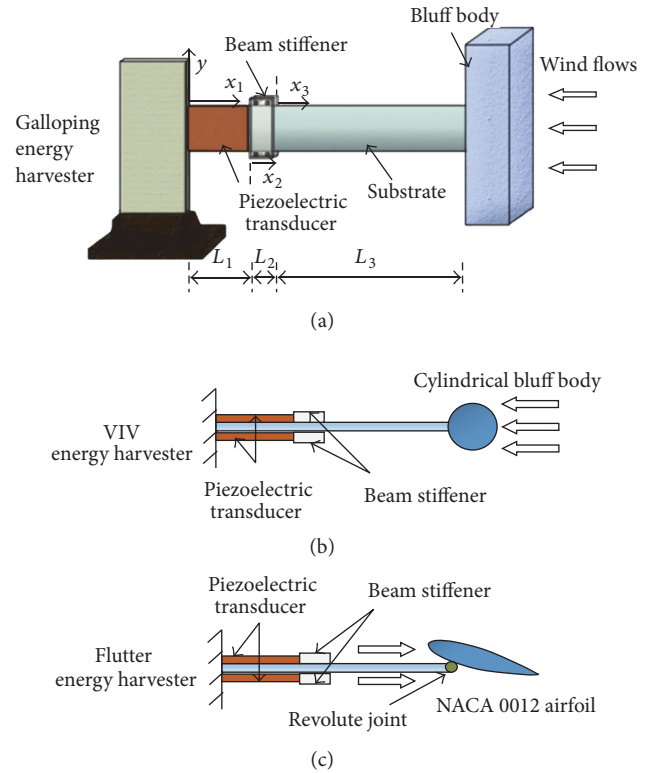 Bluff body
Beam stiffener
y
x1
x3
Wind flows
Galloping
energy
harvester
x2
Substrate
Piezoelectric
transducer
L1
L2
L3
(a)
Cylindrical bluff body
VIV
energy harvester
Piezoelectric
transducer
Beam stiffener
(b)
Piezoelectric
transducer
Beam stiffener
Flutter
energy harvester
Revolute joint
NACA 0012 airfoil
(c)